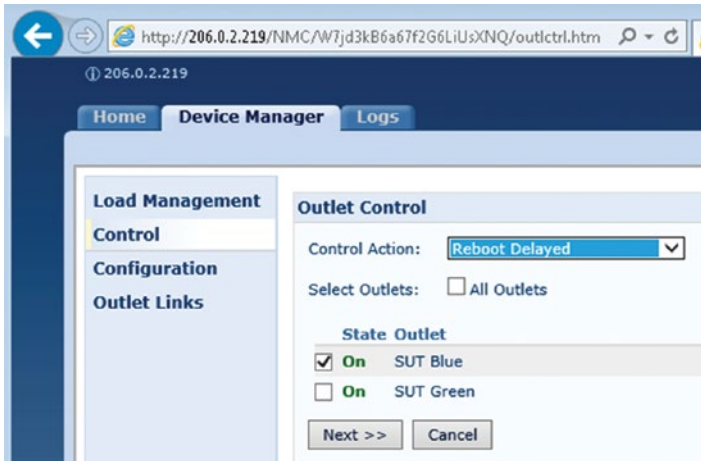 http://206.0.2.219/NMC/W7jd3kB6a67f2G6LiUsXNQ/outlctrl.htm
206.0.2.219
Home Device Manager Logs
Load Management
Control
Configuration
Outlet Links
Outlet Control
Control Action: Reboot Delayed
Select Outlets: All Outlets
State Outlet
On SUT Blue
On SUT Green
Next >> Cancel